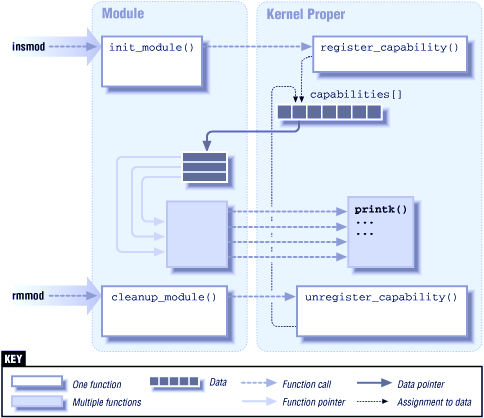 Module
Kernel Proper
insmod
init_module()
register_capability()
capabilities[]
printk()
...
...
rmmod
cleanup_module()
unregister_capability()
KEY
One function
Data
Function call
Data pointer
Multiple functions
Function pointer
Assignment to data